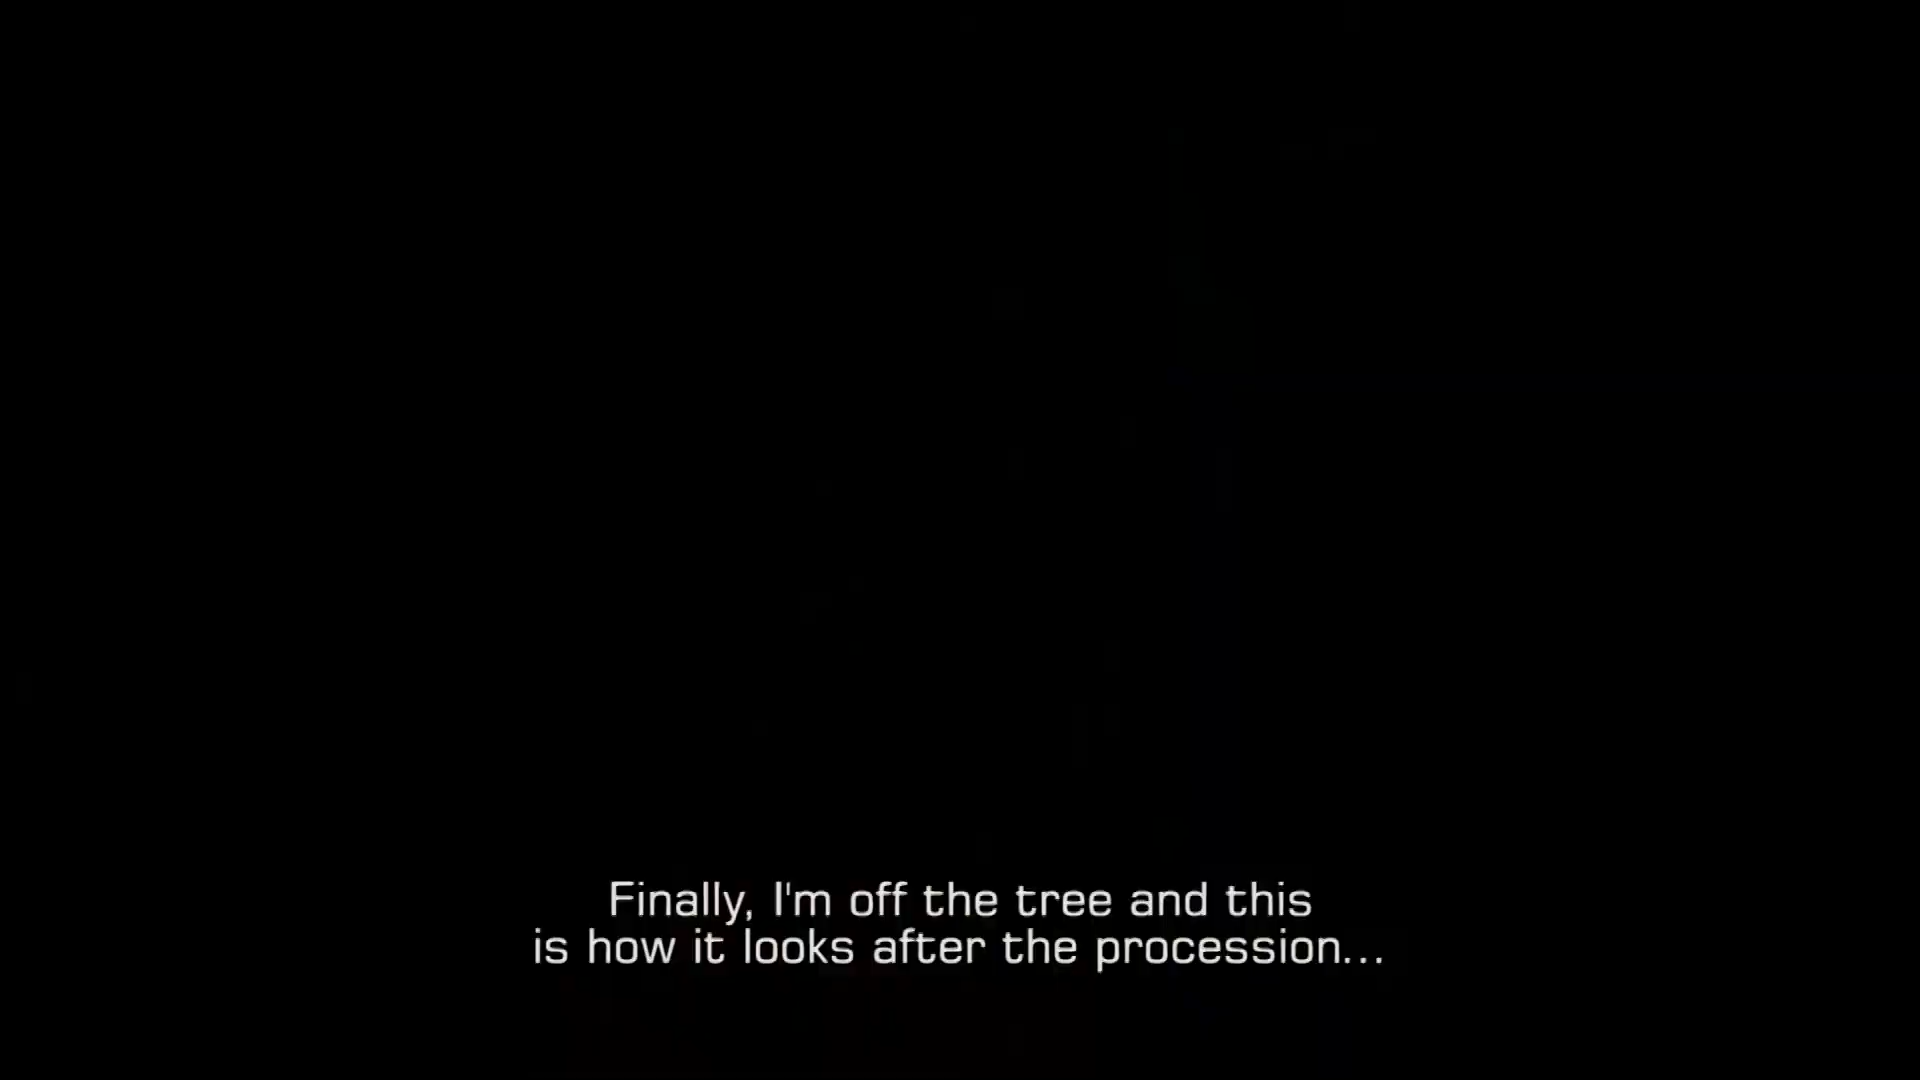 Finally, I'm off the tree and this
is how it looks after the procession...